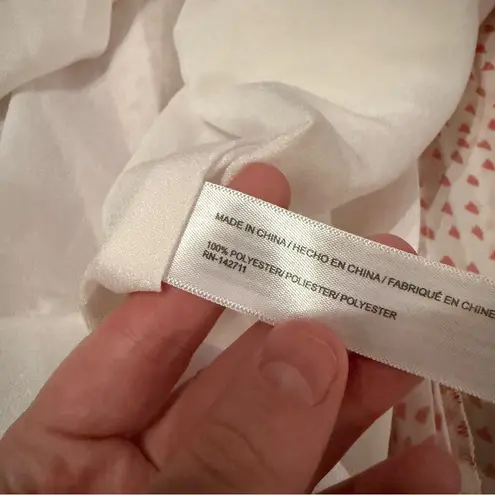 MADE IN CHINA / HECHO EN CHINA / FABRIQUÉ EN CHINE
100% POLYESTER/ POLIESTER/ POLYESTER
RN-142711